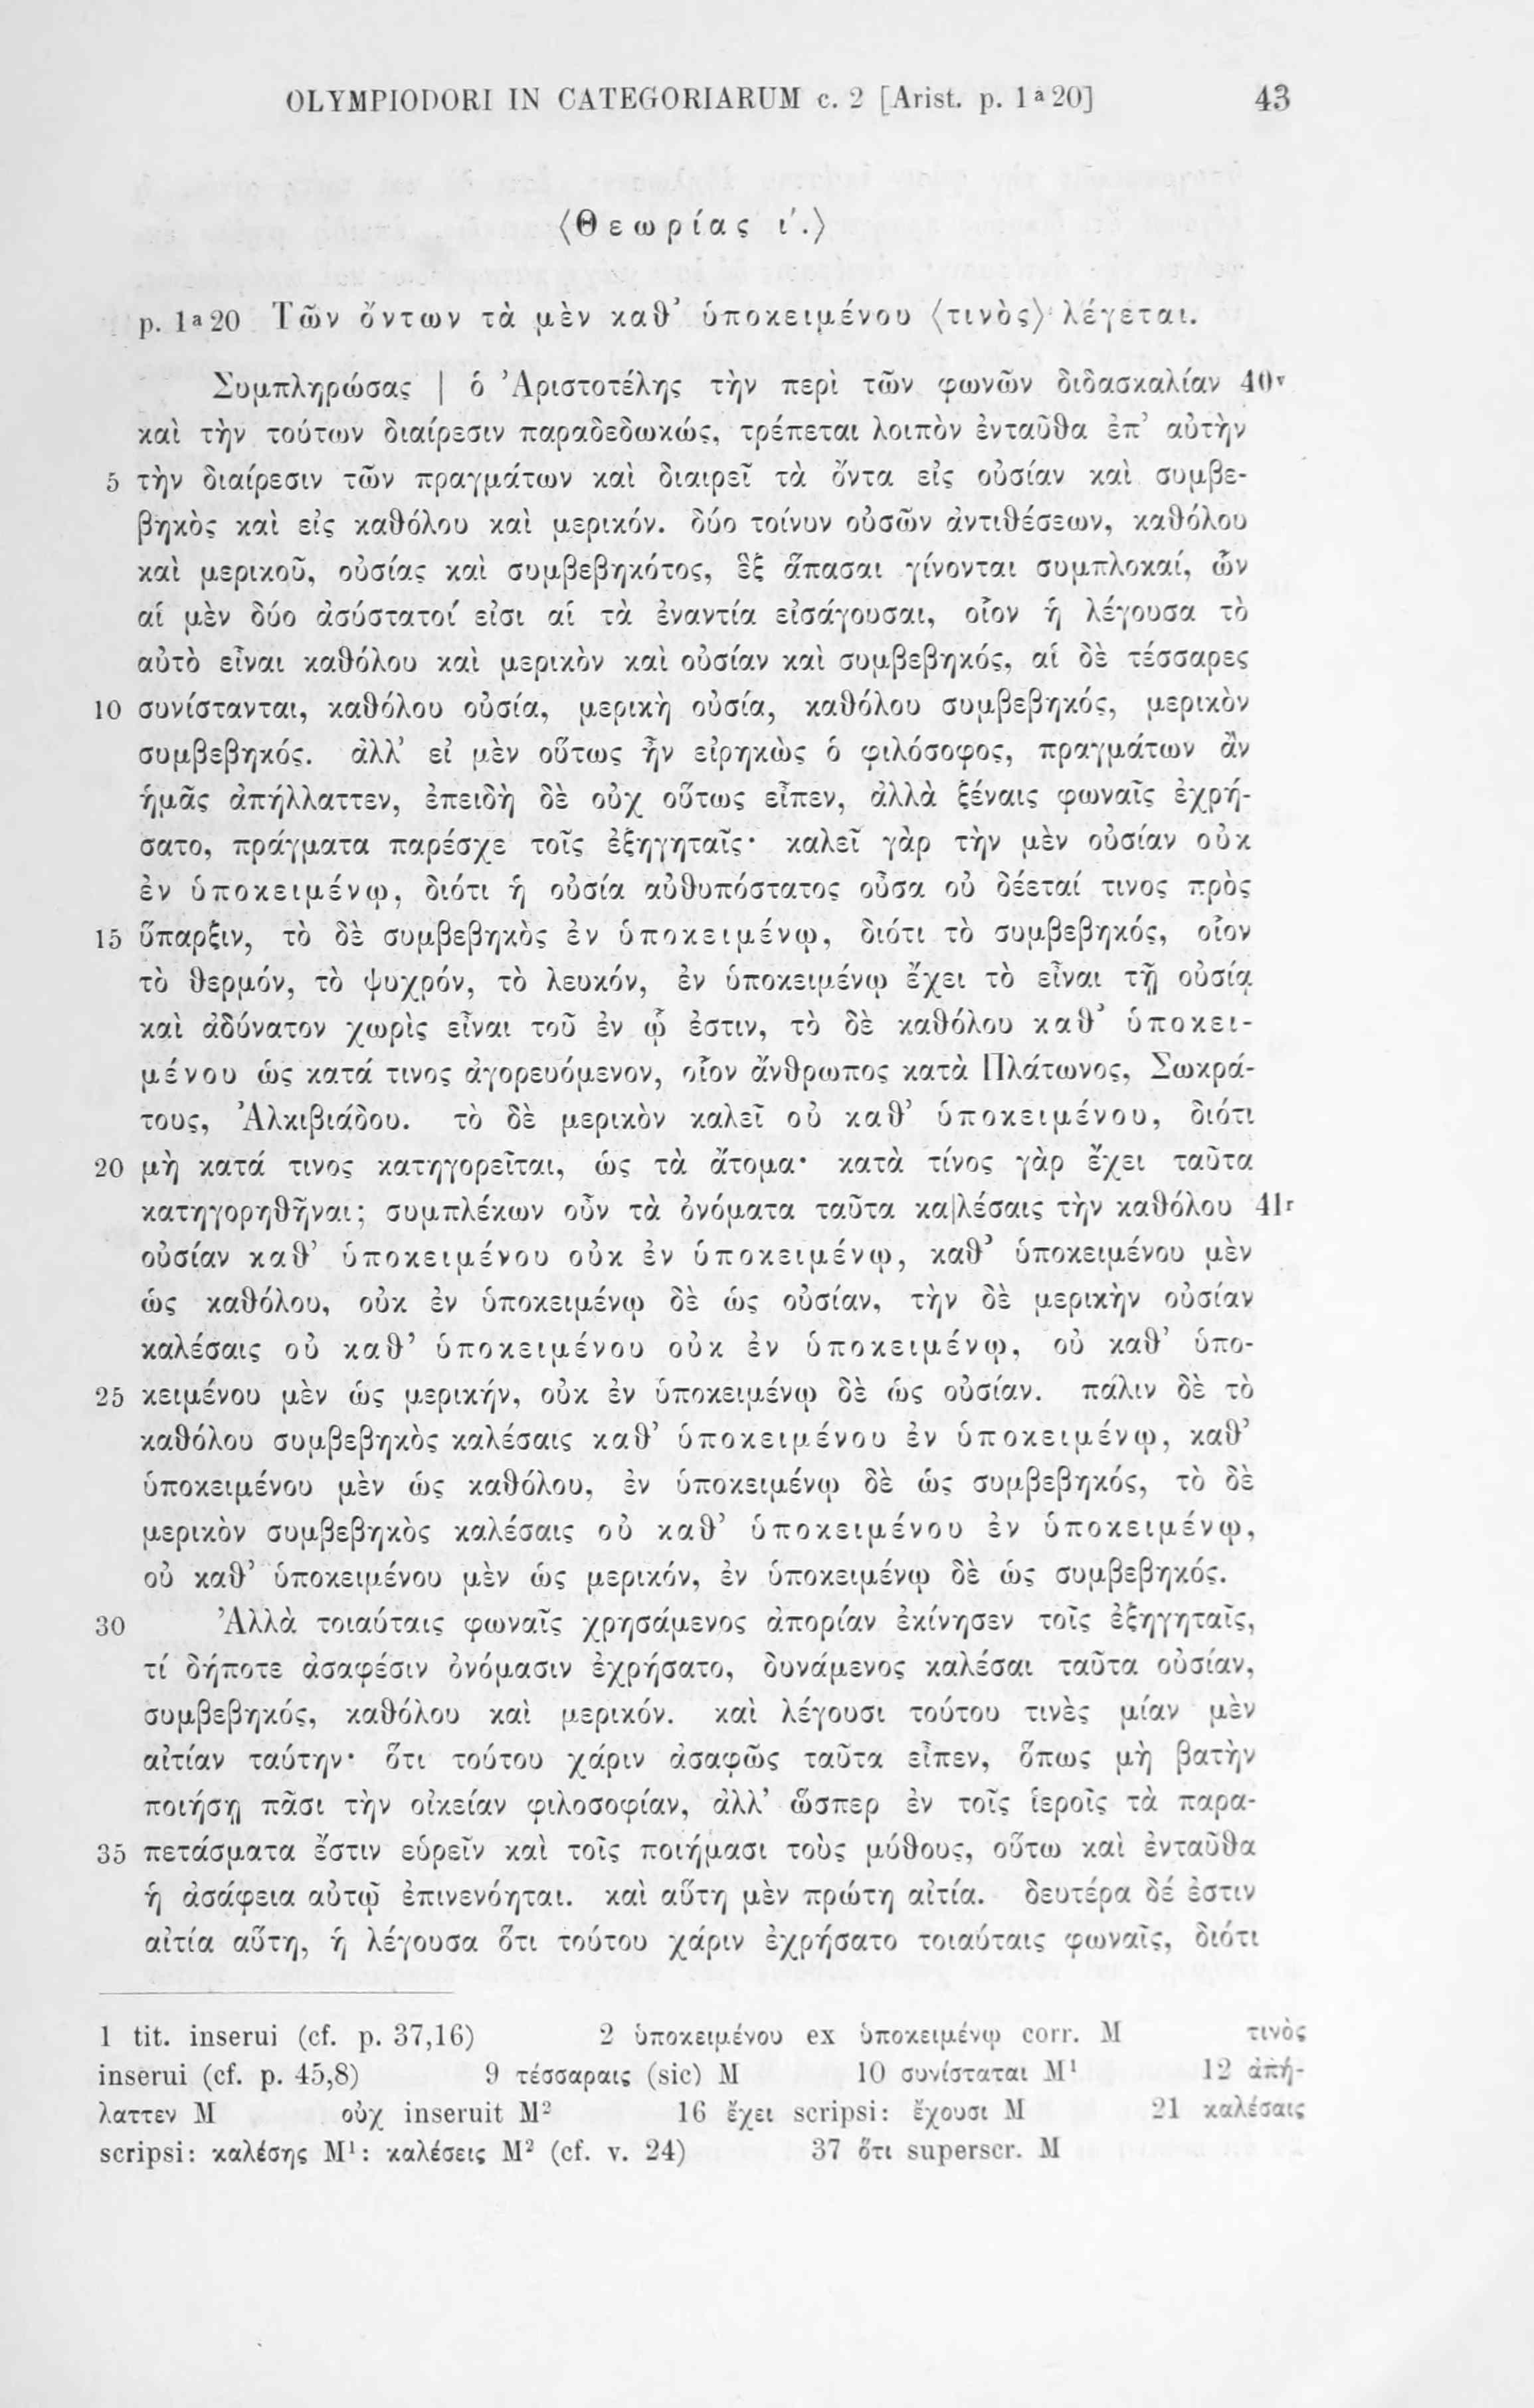 OLYMPIODORI IN CATEGORIARUM c. 2 [Arist. p. 1ª20] 43
⟨Θεωρίας ι΄.⟩
p. 1ª20 Τῶν ὄντων τὰ μὲν καθ’ ὑποκειμένου ⟨τινὸς⟩ λέγεται.
Συμπληρώσας | ὁ Ἀριστοτέλης τὴν περὶ τῶν φωνῶν διδασκαλίαν 40ᵛ
καὶ τὴν τούτων διαίρεσιν παραδεδωκώς, τρέπεται λοιπὸν ἐνταῦθα ἐπ’ αὐτὴν
5 τὴν διαίρεσιν τῶν πραγμάτων καὶ διαιρεῖ τὰ ὄντα εἰς οὐσίαν καὶ συμβε-
βηκὸς καὶ εἰς καθόλου καὶ μερικόν. δύο τοίνυν οὐσῶν ἀντιθέσεων, καθόλου
καὶ μερικοῦ, οὐσίας καὶ συμβεβηκότος, ἓξ ἅπασαι γίνονται συμπλοκαί, ὧν
αἱ μὲν δύο ἀσύστατοί εἰσι αἱ τὰ ἐναντία εἰσάγουσαι, οἷον ἡ λέγουσα τὸ
αὐτὸ εἶναι καθόλου καὶ μερικὸν καὶ οὐσίαν καὶ συμβεβηκός, αἱ δὲ τέσσαρες
10 συνίστανται, καθόλου οὐσία, μερικὴ οὐσία, καθόλου συμβεβηκός, μερικὸν
συμβεβηκός. ἀλλ’ εἰ μὲν οὕτως ἦν εἰρηκὼς ὁ φιλόσοφος, πραγμάτων ἂν
ἡμᾶς ἀπήλλαττεν, ἐπειδὴ δὲ οὐχ οὕτως εἶπεν, ἀλλὰ ξέναις φωναῖς ἐχρή-
σατο, πράγματα παρέσχε τοῖς ἐξηγηταῖς· καλεῖ γὰρ τὴν μὲν οὐσίαν οὐκ
ἐν ὑποκειμένῳ, διότι ἡ οὐσία αὐθυπόστατος οὖσα οὐ δέεταί τινος πρὸς
15 ὕπαρξιν, τὸ δὲ συμβεβηκὸς ἐν ὑποκειμένῳ, διότι τὸ συμβεβηκός, οἷον
τὸ θερμόν, τὸ ψυχρόν, τὸ λευκόν, ἐν ὑποκειμένῳ ἔχει τὸ εἶναι τῇ οὐσίᾳ
καὶ ἀδύνατον χωρὶς εἶναι τοῦ ἐν ᾧ ἐστιν, τὸ δὲ καθόλου καθ’ ὑποκει-
μένου ὡς κατά τινος ἀγορευόμενον, οἷον ἄνθρωπος κατὰ Πλάτωνος, Σωκρά-
τους, Ἀλκιβιάδου. τὸ δὲ μερικὸν καλεῖ οὐ καθ’ ὑποκειμένου, διότι
20 μὴ κατά τινος κατηγορεῖται, ὡς τὰ ἄτομα· κατὰ τίνος γὰρ ἔχει ταῦτα
κατηγορηθῆναι; συμπλέκων οὖν τὰ ὀνόματα ταῦτα κα|λέσαις τὴν καθόλου 41ʳ
οὐσίαν καθ’ ὑποκειμένου οὐκ ἐν ὑποκειμένῳ, καθ’ ὑποκειμένου μὲν
ὡς καθόλου, οὐκ ἐν ὑποκειμένῳ δὲ ὡς οὐσίαν, τὴν δὲ μερικὴν οὐσίαν
καλέσαις οὐ καθ’ ὑποκειμένου οὐκ ἐν ὑποκειμένῳ, οὐ καθ’ ὑπο-
25 κειμένου μὲν ὡς μερικήν, οὐκ ἐν ὑποκειμένῳ δὲ ὡς οὐσίαν. πάλιν δὲ τὸ
καθόλου συμβεβηκὸς καλέσαις καθ’ ὑποκειμένου ἐν ὑποκειμένῳ, καθ’
ὑποκειμένου μὲν ὡς καθόλου, ἐν ὑποκειμένῳ δὲ ὡς συμβεβηκός, τὸ δὲ
μερικὸν συμβεβηκὸς καλέσαις οὐ καθ’ ὑποκειμένου ἐν ὑποκειμένῳ,
οὐ καθ’ ὑποκειμένου μὲν ὡς μερικόν, ἐν ὑποκειμένῳ δὲ ὡς συμβεβηκός.
30 Ἀλλὰ τοιαύταις φωναῖς χρησάμενος ἀπορίαν ἐκίνησεν τοῖς ἐξηγηταῖς,
τί δήποτε ἀσαφέσιν ὀνόμασιν ἐχρήσατο, δυνάμενος καλέσαι ταῦτα οὐσίαν,
συμβεβηκός, καθόλου καὶ μερικόν. καὶ λέγουσι τούτου τινὲς μίαν μὲν
αἰτίαν ταύτην· ὅτι τούτου χάριν ἀσαφῶς ταῦτα εἶπεν, ὅπως μὴ βατὴν
ποιήσῃ πᾶσι τὴν οἰκείαν φιλοσοφίαν, ἀλλ’ ὥσπερ ἐν τοῖς ἱεροῖς τὰ παρα-
35 πετάσματα ἔστιν εὑρεῖν καὶ τοῖς ποιήμασι τοὺς μύθους, οὕτω καὶ ἐνταῦθα
ἡ ἀσάφεια αὐτῷ ἐπινενόηται. καὶ αὕτη μὲν πρώτη αἰτία. δευτέρα δέ ἐστιν
αἰτία αὕτη, ἡ λέγουσα ὅτι τούτου χάριν ἐχρήσατο τοιαύταις φωναῖς, διότι
1 tit. inserui (cf. p. 37,16) 2 ὑποκειμένου ex ὑποκειμένῳ corr. M τινὸς
inserui (cf. p. 45,8) 9 τέσσαραις (sic) M 10 συνίσταται M¹ 12 ἀπή-
λαττεν M οὐχ inseruit M² 16 ἔχει scripsi: ἔχουσι M 21 καλέσαις
scripsi: καλέσης M¹: καλέσεις M² (cf. v. 24) 37 ὅτι superscr. M